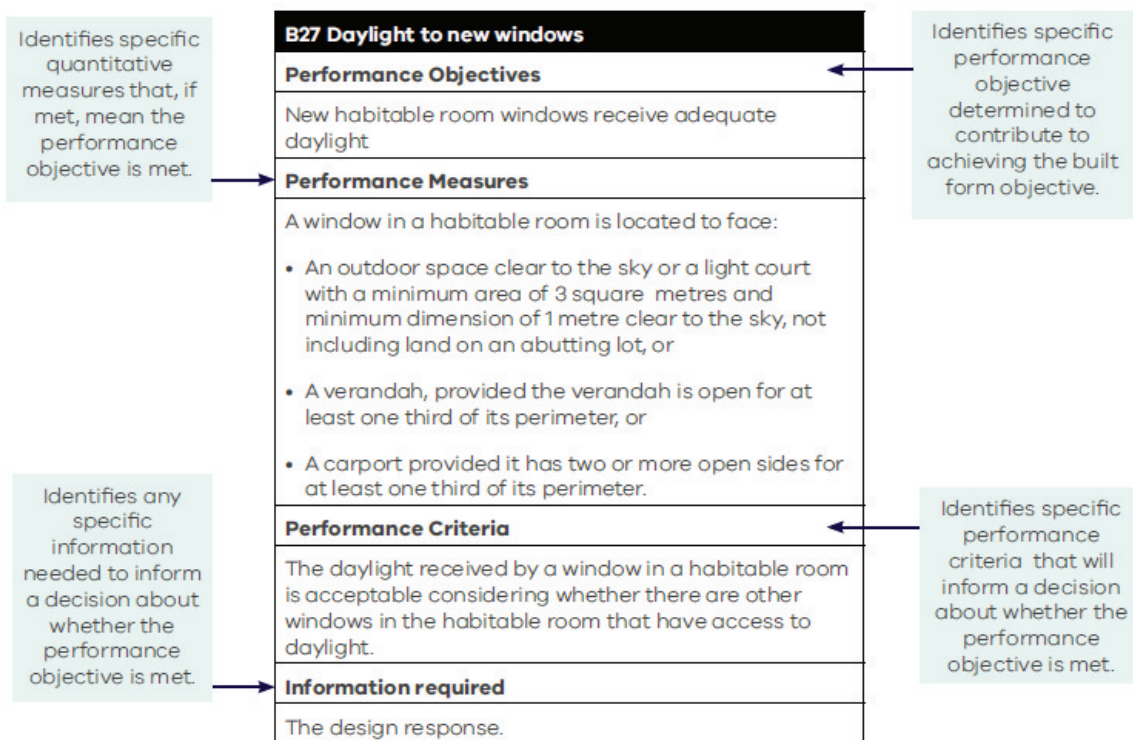 Identifies specific
quantitative
measures that, if
met, mean the
performance
objective is met.
B27 Daylight to new windows
Performance Objectives
New habitable room windows receive adequate
daylight
Identifies specific
performance
objective
determined to
contribute to
achieving the built
form objective.
Performance Measures
A window in a habitable room is located to face:
• An outdoor space clear to the sky or a light court
with a minimum area of 3 square metres and
minimum dimension of 1 metre clear to the sky, not
including land on an abutting lot, or
• A verandah, provided the verandah is open for at
least one third of its perimeter, or
• A carport provided it has two or more open sides for
at least one third of its perimeter.
Identifies any
specific
information
needed to inform
a decision about
whether the
performance
objective is met.
Performance Criteria
The daylight received by a window in a habitable room
is acceptable considering whether there are other
windows in the habitable room that have access to
daylight.
Identifies specific
performance
criteria that will
inform a decision
about whether the
performance
objective is met.
Information required
The design response.